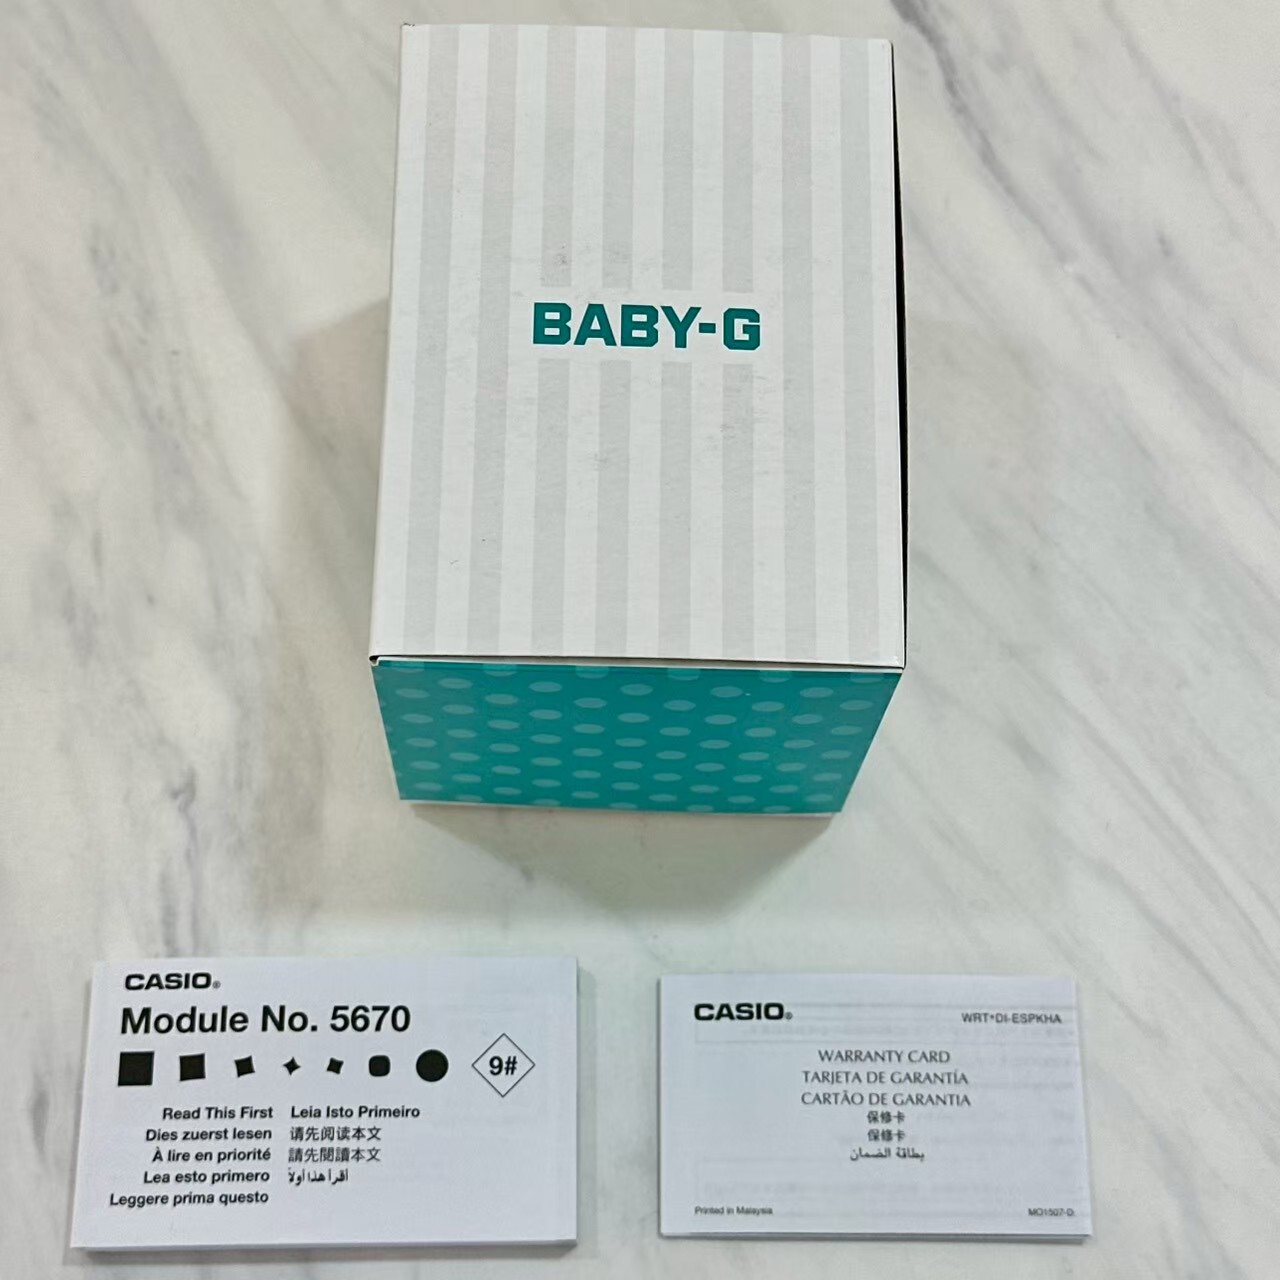 BABY-G
CASIO®
Module No. 5670
9#
Read This First
Dies zuerst lesen
À lire en priorité
Lea esto primero
Leggere prima questo
Leia Isto Primeiro
请先阅读本文
請先閱讀本文
أقرأ هذا أولاً
CASIO®
WRT*DI-ESPKHA
WARRANTY CARD
TARJETA DE GARANTÍA
CARTÃO DE GARANTIA
保修卡
保修卡
بطاقة الضمان
Printed in Malaysia
MO1507-D